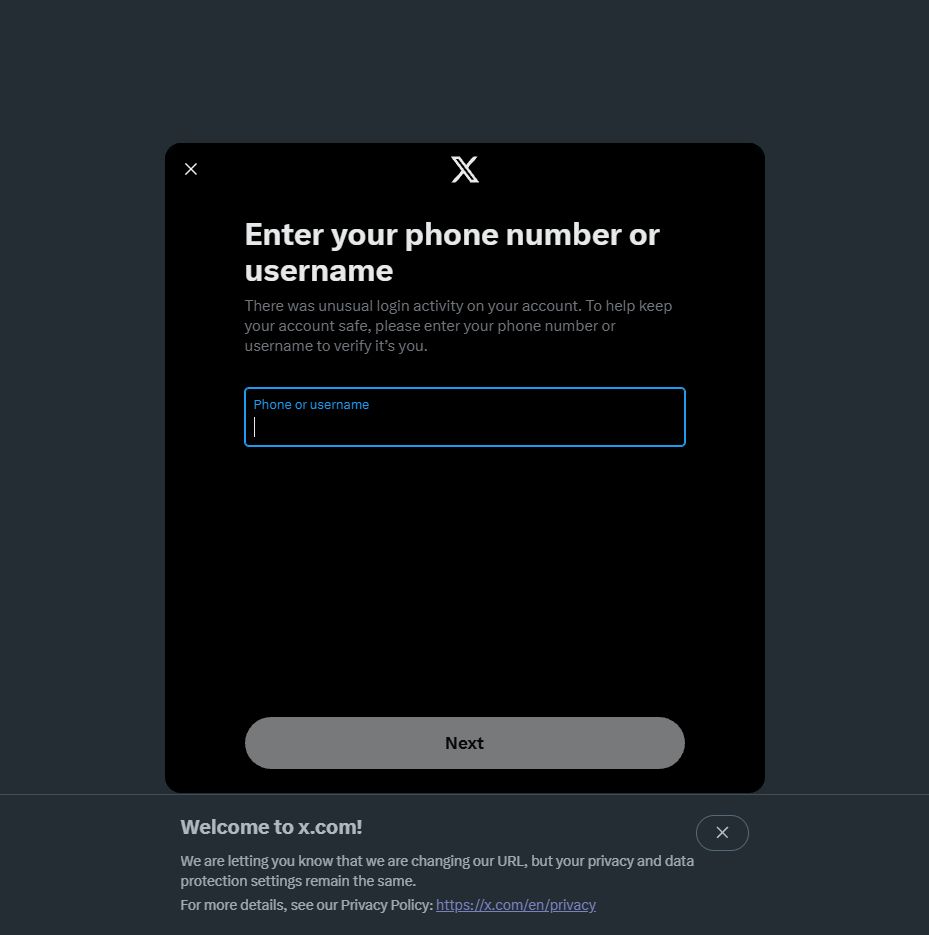 Enter your phone number or
username
There was unusual login activity on your account. To help keep
your account safe, please enter your phone number or
username to verify it’s you.
Phone or username
Next
Welcome to x.com!
We are letting you know that we are changing our URL, but your privacy and data
protection settings remain the same.
For more details, see our Privacy Policy: https://x.com/en/privacy